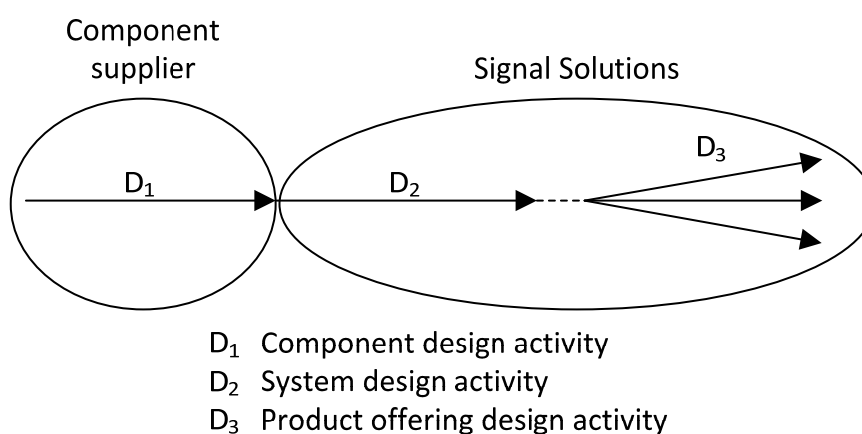 Component
supplier
Signal Solutions
D₁
D₂
D₃
D₁ Component design activity
D₂ System design activity
D₃ Product offering design activity